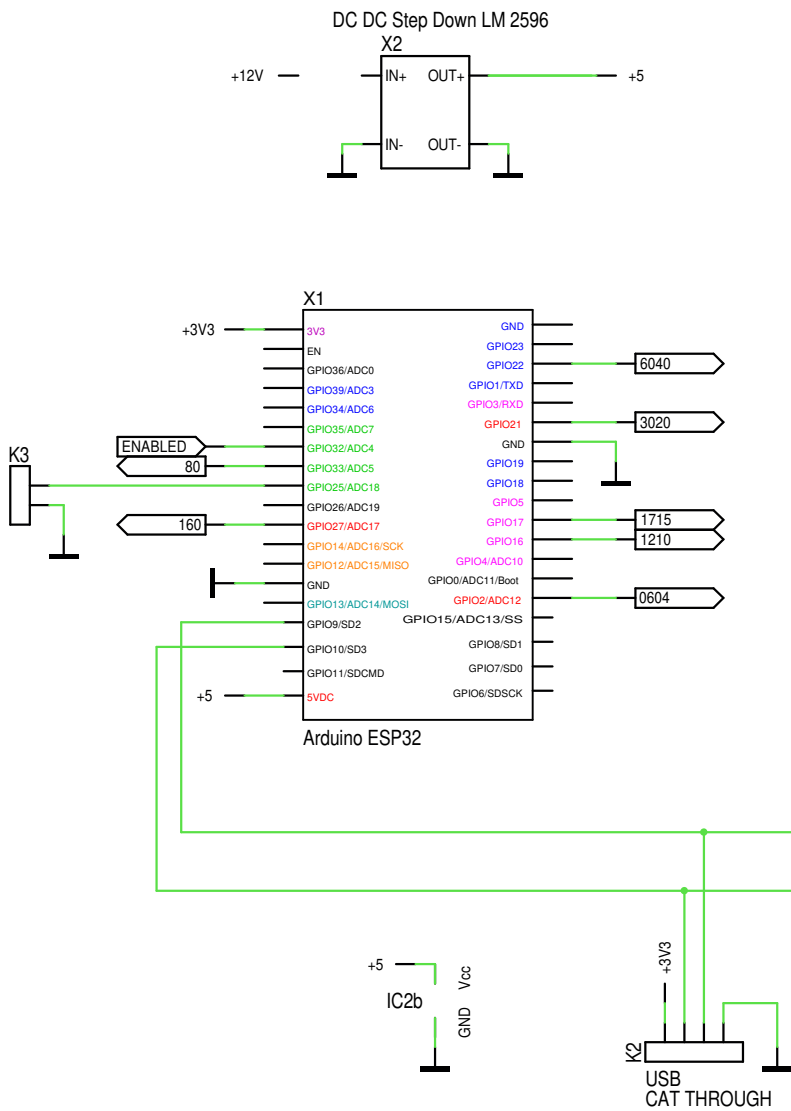 DC DC Step Down LM 2596
X2
+12V
IN+
OUT+
+5
IN-
OUT-
X1
+3V3
3V3
EN
GPIO36/ADC0
GPIO39/ADC3
GPIO34/ADC6
GPIO35/ADC7
ENABLED
GPIO32/ADC4
80
GPIO33/ADC5
K3
GPIO25/ADC18
GPIO26/ADC19
160
GPIO27/ADC17
GPIO14/ADC16/SCK
GPIO12/ADC15/MISO
GND
GPIO13/ADC14/MOSI
GPIO9/SD2
GPIO10/SD3
GPIO11/SDCMD
+5
5VDC
GND
GPIO23
GPIO22
6040
GPIO1/TXD
GPIO3/RXD
GPIO21
3020
GND
GPIO19
GPIO18
GPIO5
GPIO17
1715
GPIO16
1210
GPIO4/ADC10
GPIO0/ADC11/Boot
GPIO2/ADC12
0604
GPIO15/ADC13/SS
GPIO8/SD1
GPIO7/SD0
GPIO6/SDSCK
Arduino ESP32
+5
Vcc
IC2b
GND
+3V3
K2
USB
CAT THROUGH